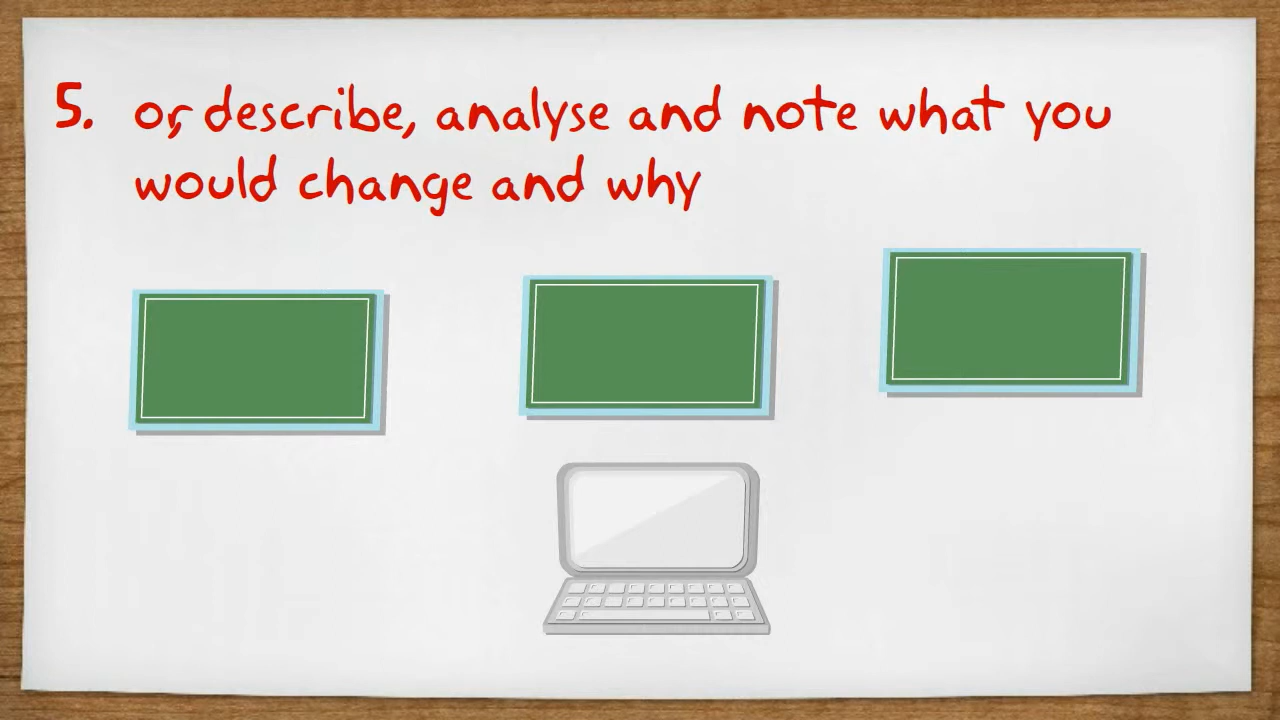 5. or, describe, analyse and note what you
would change and why